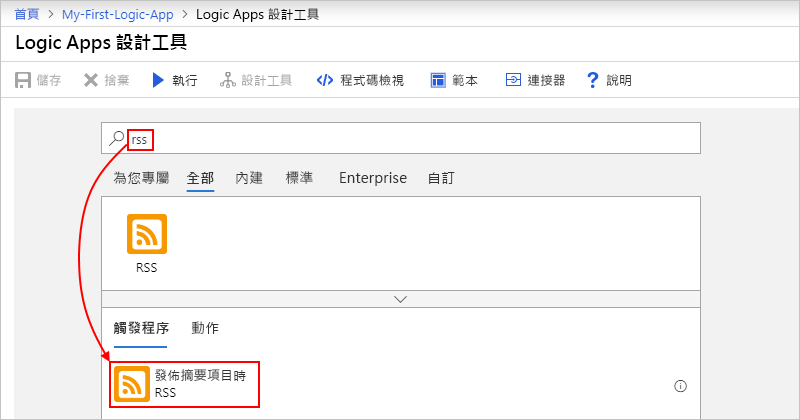 首頁 > My-First-Logic-App > Logic Apps 設計工具
Logic Apps 設計工具
儲存 捨棄 執行 設計工具 程式碼檢視 範本 連接器 說明
rss
為您專屬 全部 內建 標準 Enterprise 自訂
RSS
觸發程序 動作
發佈摘要項目時
RSS